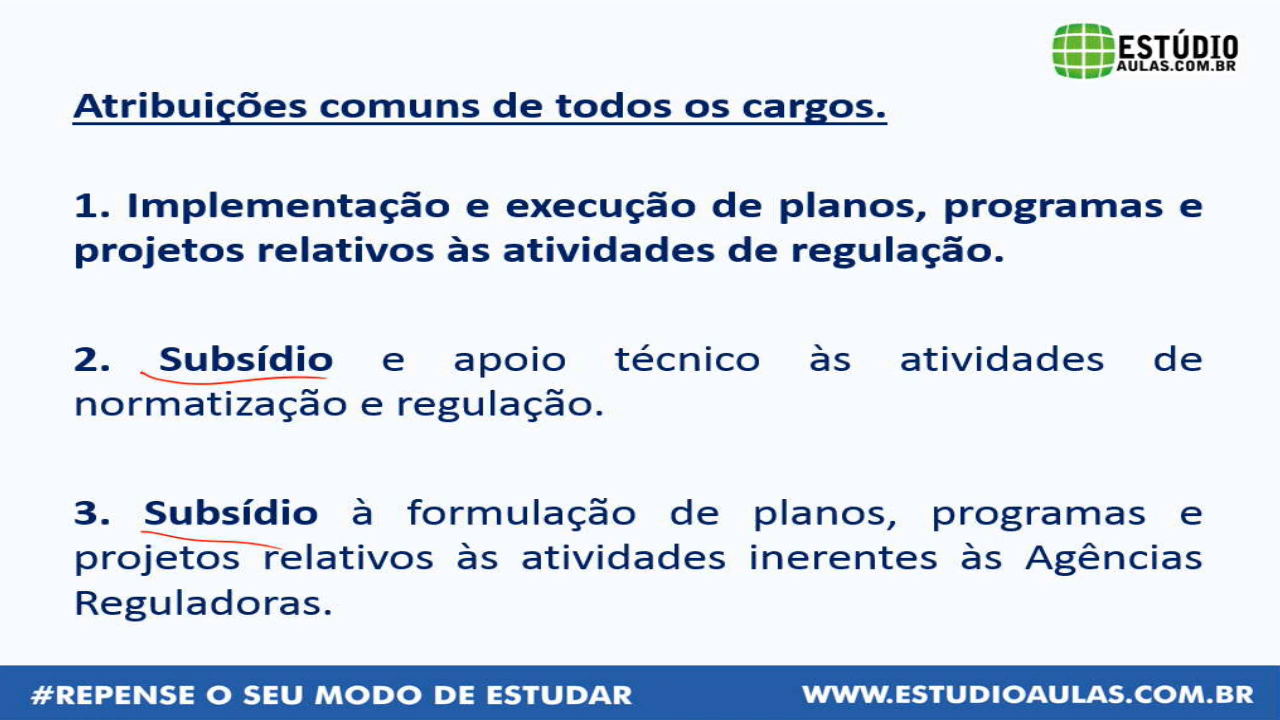 ESTÚDIO
AULAS.COM.BR
Atribuições comuns de todos os cargos.
1. Implementação e execução de planos, programas e
projetos relativos às atividades de regulação.
2. Subsídio e apoio técnico às atividades de
normatização e regulação.
3. Subsídio à formulação de planos, programas e
projetos relativos às atividades inerentes às Agências
Reguladoras.
#REPENSE O SEU MODO DE ESTUDAR
WWW.ESTUDIOAULAS.COM.BR